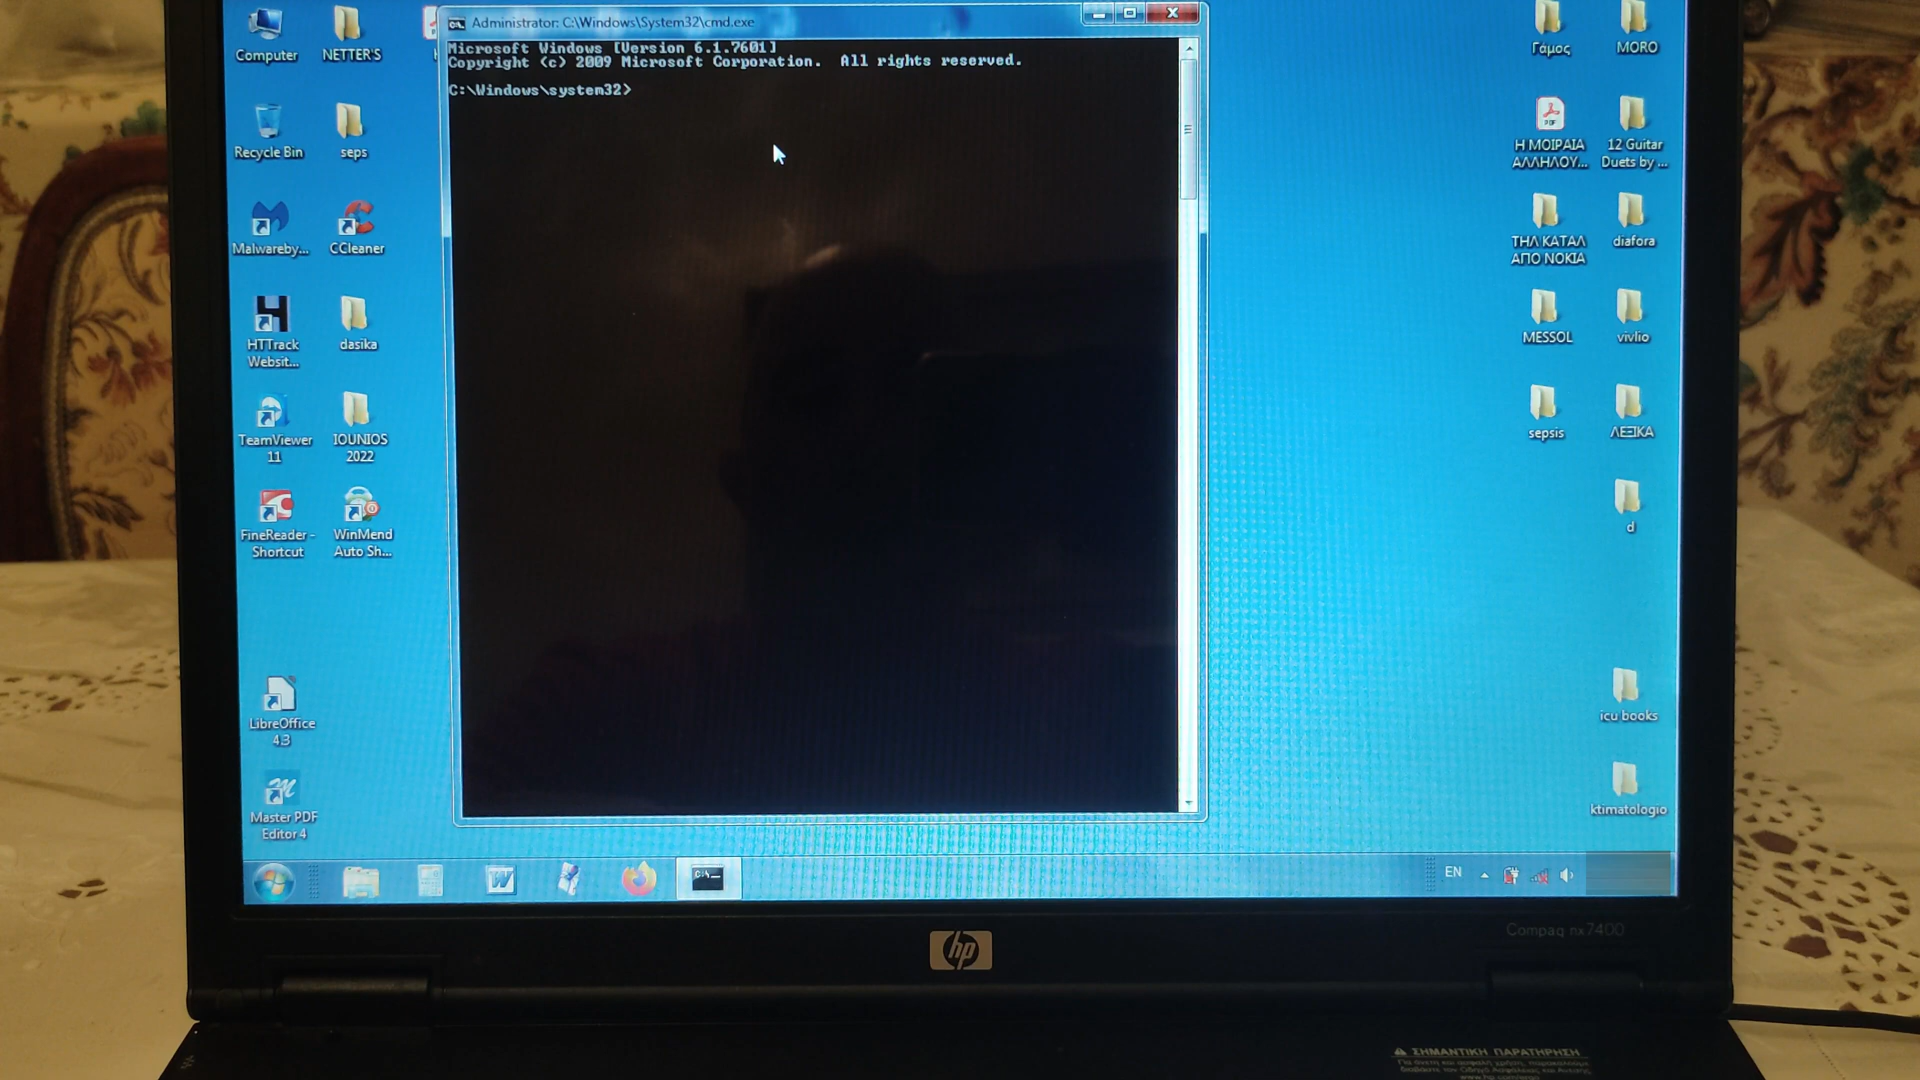 Administrator: C:\Windows\System32\cmd.exe
Microsoft Windows [Version 6.1.7601]
Copyright (c) 2009 Microsoft Corporation.  All rights reserved.
C:\Windows\system32>
Computer
NETTER'S
Recycle Bin
seps
Malwareby...
CCleaner
HTTrack
Websit...
dasika
TeamViewer
11
IOUNIOS
2022
FineReader -
Shortcut
WinMend
Auto Sh...
LibreOffice
4.3
Master PDF
Editor 4
Γάμος
MORO
PDF
Η ΜΟΙΡΑΙΑ
ΑΛΛΗΛΟΥ...
12 Guitar
Duets by ...
ΤΗΛ ΚΑΤΑΛ
ΑΠΟ ΝΟΚΙΑ
diafora
MESSOL
vivlio
sepsis
ΛΕΞΙΚΑ
d
icu books
ktimatologio
W
C:\_
EN
hp
Compaq nx7400
ΣΗΜΑΝΤΙΚΗ ΠΑΡΑΤΗΡΗΣΗ